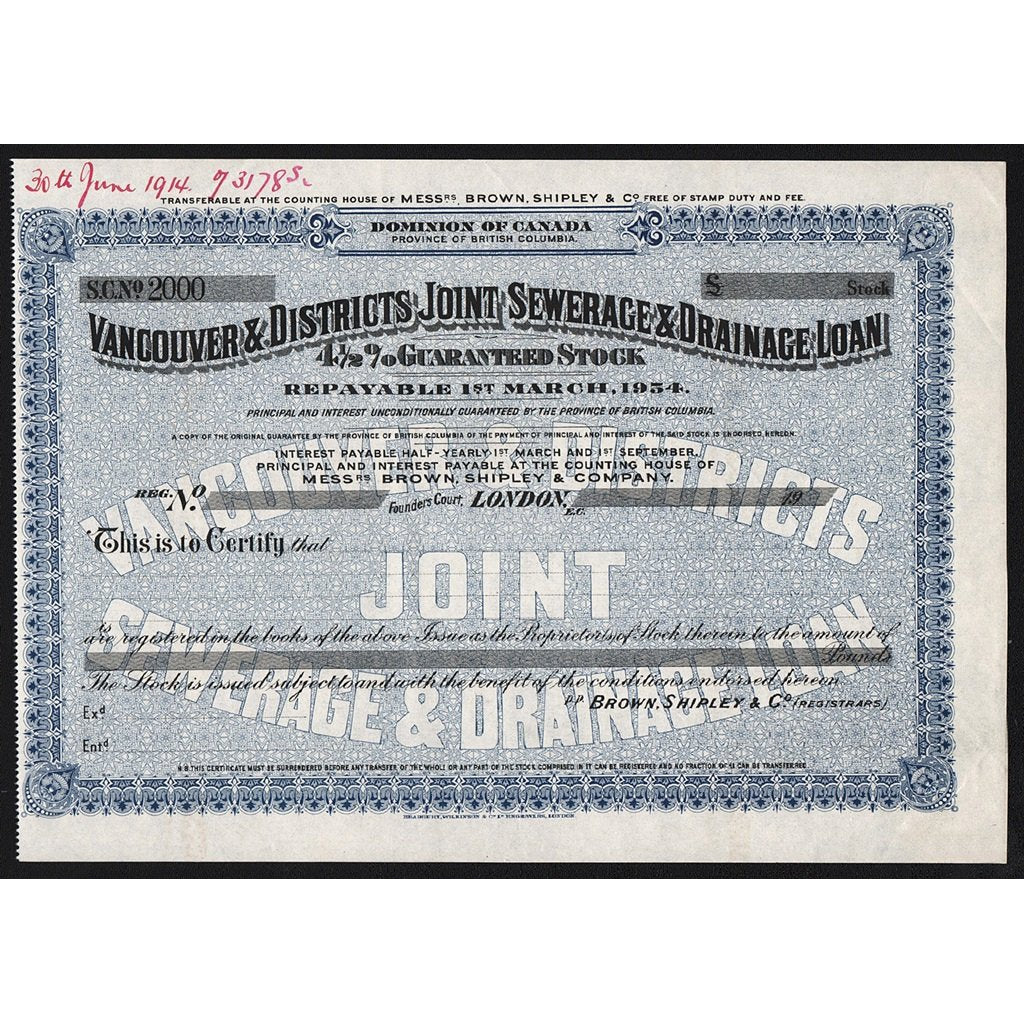 30th June 1914. 73178 S.
TRANSFERABLE AT THE COUNTING HOUSE OF MESSRS. BROWN, SHIPLEY & Co FREE OF STAMP DUTY AND FEE.
DOMINION OF CANADA
PROVINCE OF BRITISH COLUMBIA.
S.C.No 2000
£ Stock
VANCOUVER & DISTRICTS JOINT SEWERAGE & DRAINAGE LOAN
4½% GUARANTEED STOCK
REPAYABLE 1ST MARCH, 1954.
PRINCIPAL AND INTEREST UNCONDITIONALLY GUARANTEED BY THE PROVINCE OF BRITISH COLUMBIA.
A COPY OF THE ORIGINAL GUARANTEE BY THE PROVINCE OF BRITISH COLUMBIA OF THE PAYMENT OF PRINCIPAL AND INTEREST OF THE SAID STOCK IS ENDORSED HEREON.
INTEREST PAYABLE HALF-YEARLY 1ST MARCH AND 1ST SEPTEMBER.
PRINCIPAL AND INTEREST PAYABLE AT THE COUNTING HOUSE OF
MESSRS BROWN, SHIPLEY & COMPANY.
VANCOUVER & DISTRICTS
REG. No. Founders Court, LONDON, E.C. 19
This is to Certify that
JOINT
are registered in the books of the above Issue as the Proprietors of Stock therein to the amount of
Pounds
SEWERAGE & DRAINAGE LOAN
The Stock is issued subject to and with the benefit of the conditions endorsed hereon
p.p. BROWN, SHIPLEY & Co. (REGISTRARS)
Exd
Entd
N.B. THIS CERTIFICATE MUST BE SURRENDERED BEFORE ANY TRANSFER OF THE WHOLE OR ANY PART OF THE STOCK COMPRISED IN IT CAN BE REGISTERED AND NO FRACTION OF £1 CAN BE TRANSFERRED
BRADBURY, WILKINSON & Co Ld ENGRAVERS, LONDON